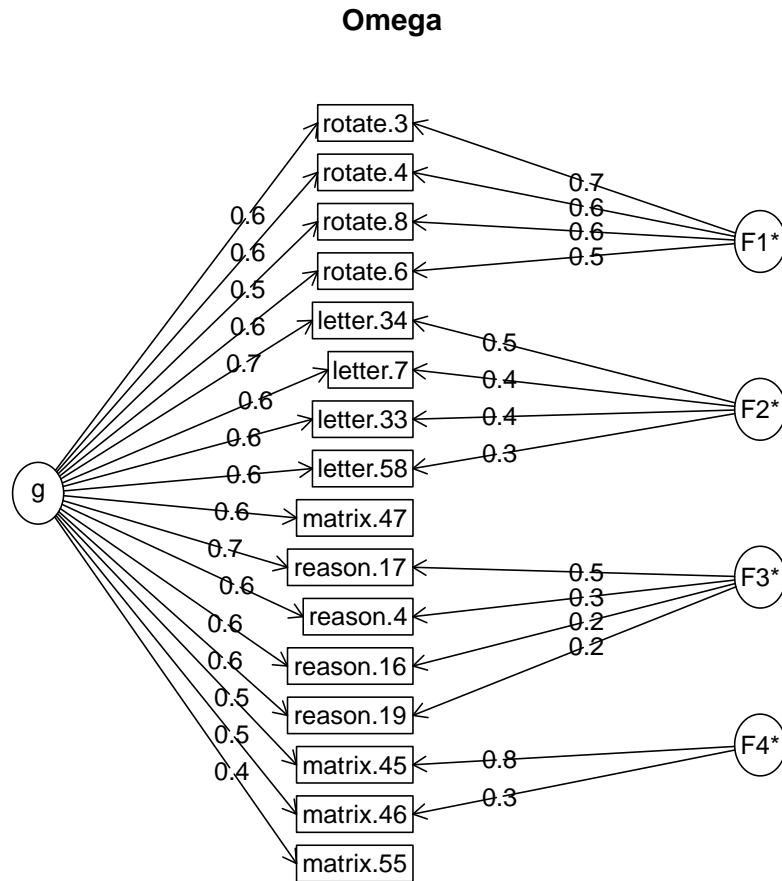 Omega
rotate.3
rotate.4
rotate.8
rotate.6
letter.34
letter.7
letter.33
letter.58
matrix.47
reason.17
reason.4
reason.16
reason.19
matrix.45
matrix.46
matrix.55
g
0.6
0.6
0.5
0.6
0.7
0.6
0.6
0.6
0.6
0.7
0.6
0.6
0.6
0.5
0.5
0.4
0.7
0.6
0.6
0.5
F1*
0.5
0.4
0.4
0.3
F2*
0.5
0.3
0.2
0.2
F3*
0.8
0.3
F4*